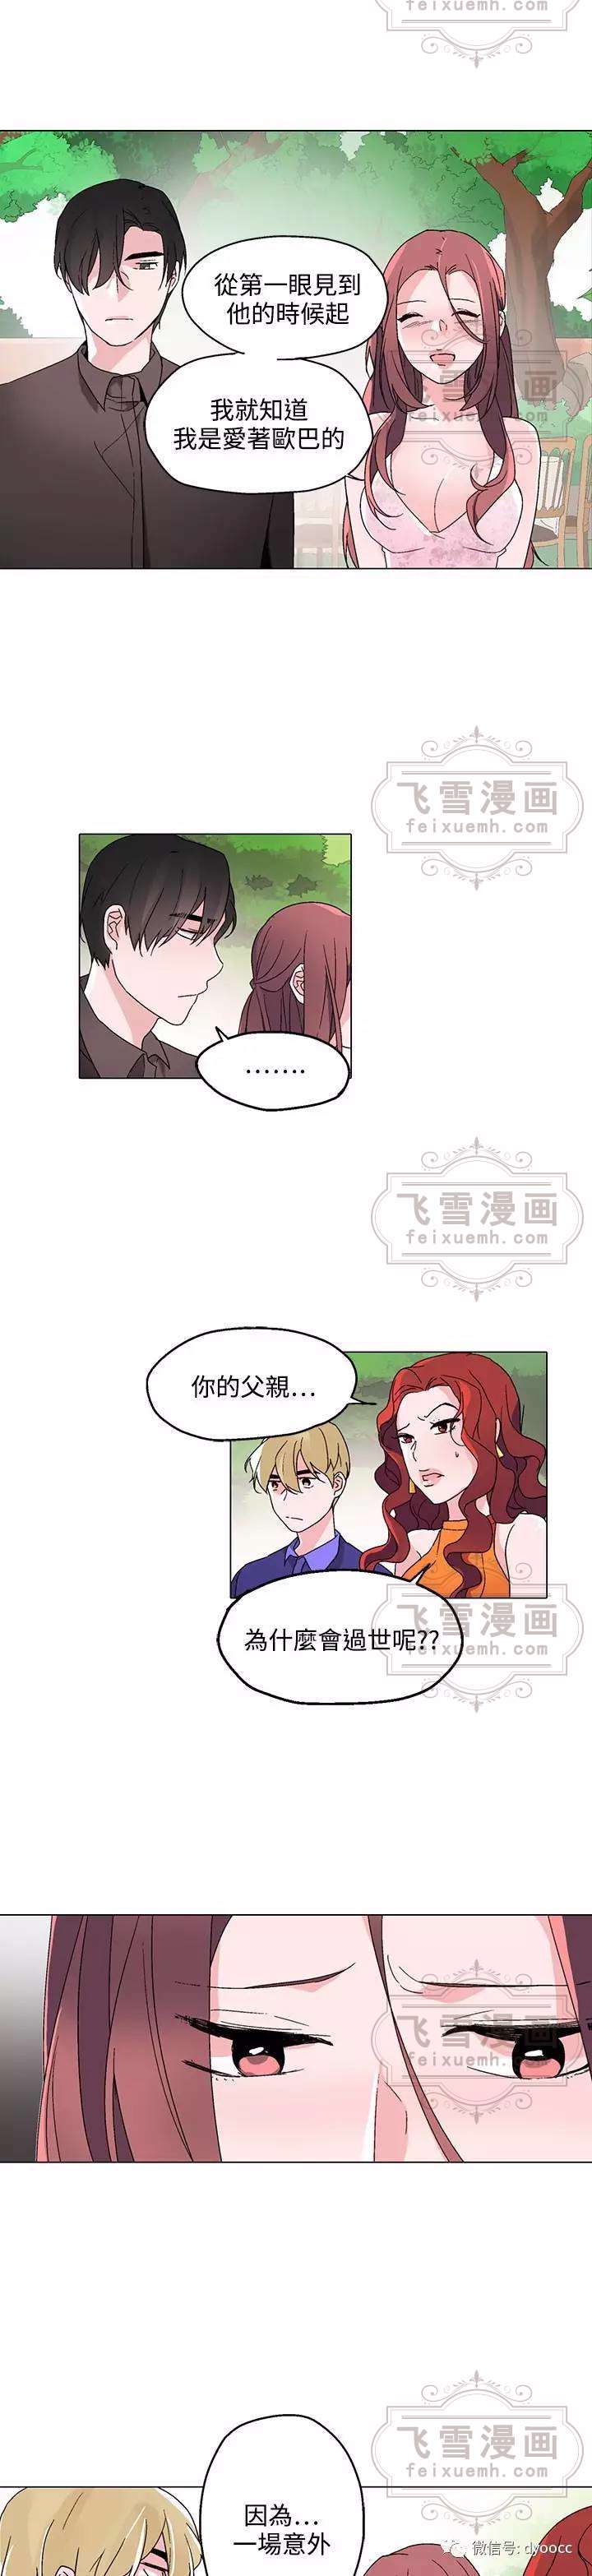 feixuemh.com
從第一眼見到
他的時候起
我就知道
我是愛著歐巴的
飞雪漫画
feixuemh.com
飞雪漫画
feixuemh.com
.......
飞雪漫画
feixuemh.com
你的父親...
飞雪漫画
feixuemh.com
為什麼會過世呢??
飞雪漫画
feixuemh.com
飞雪漫画
feixuemh.com
因為...
一場意外
微信号: dyoocc